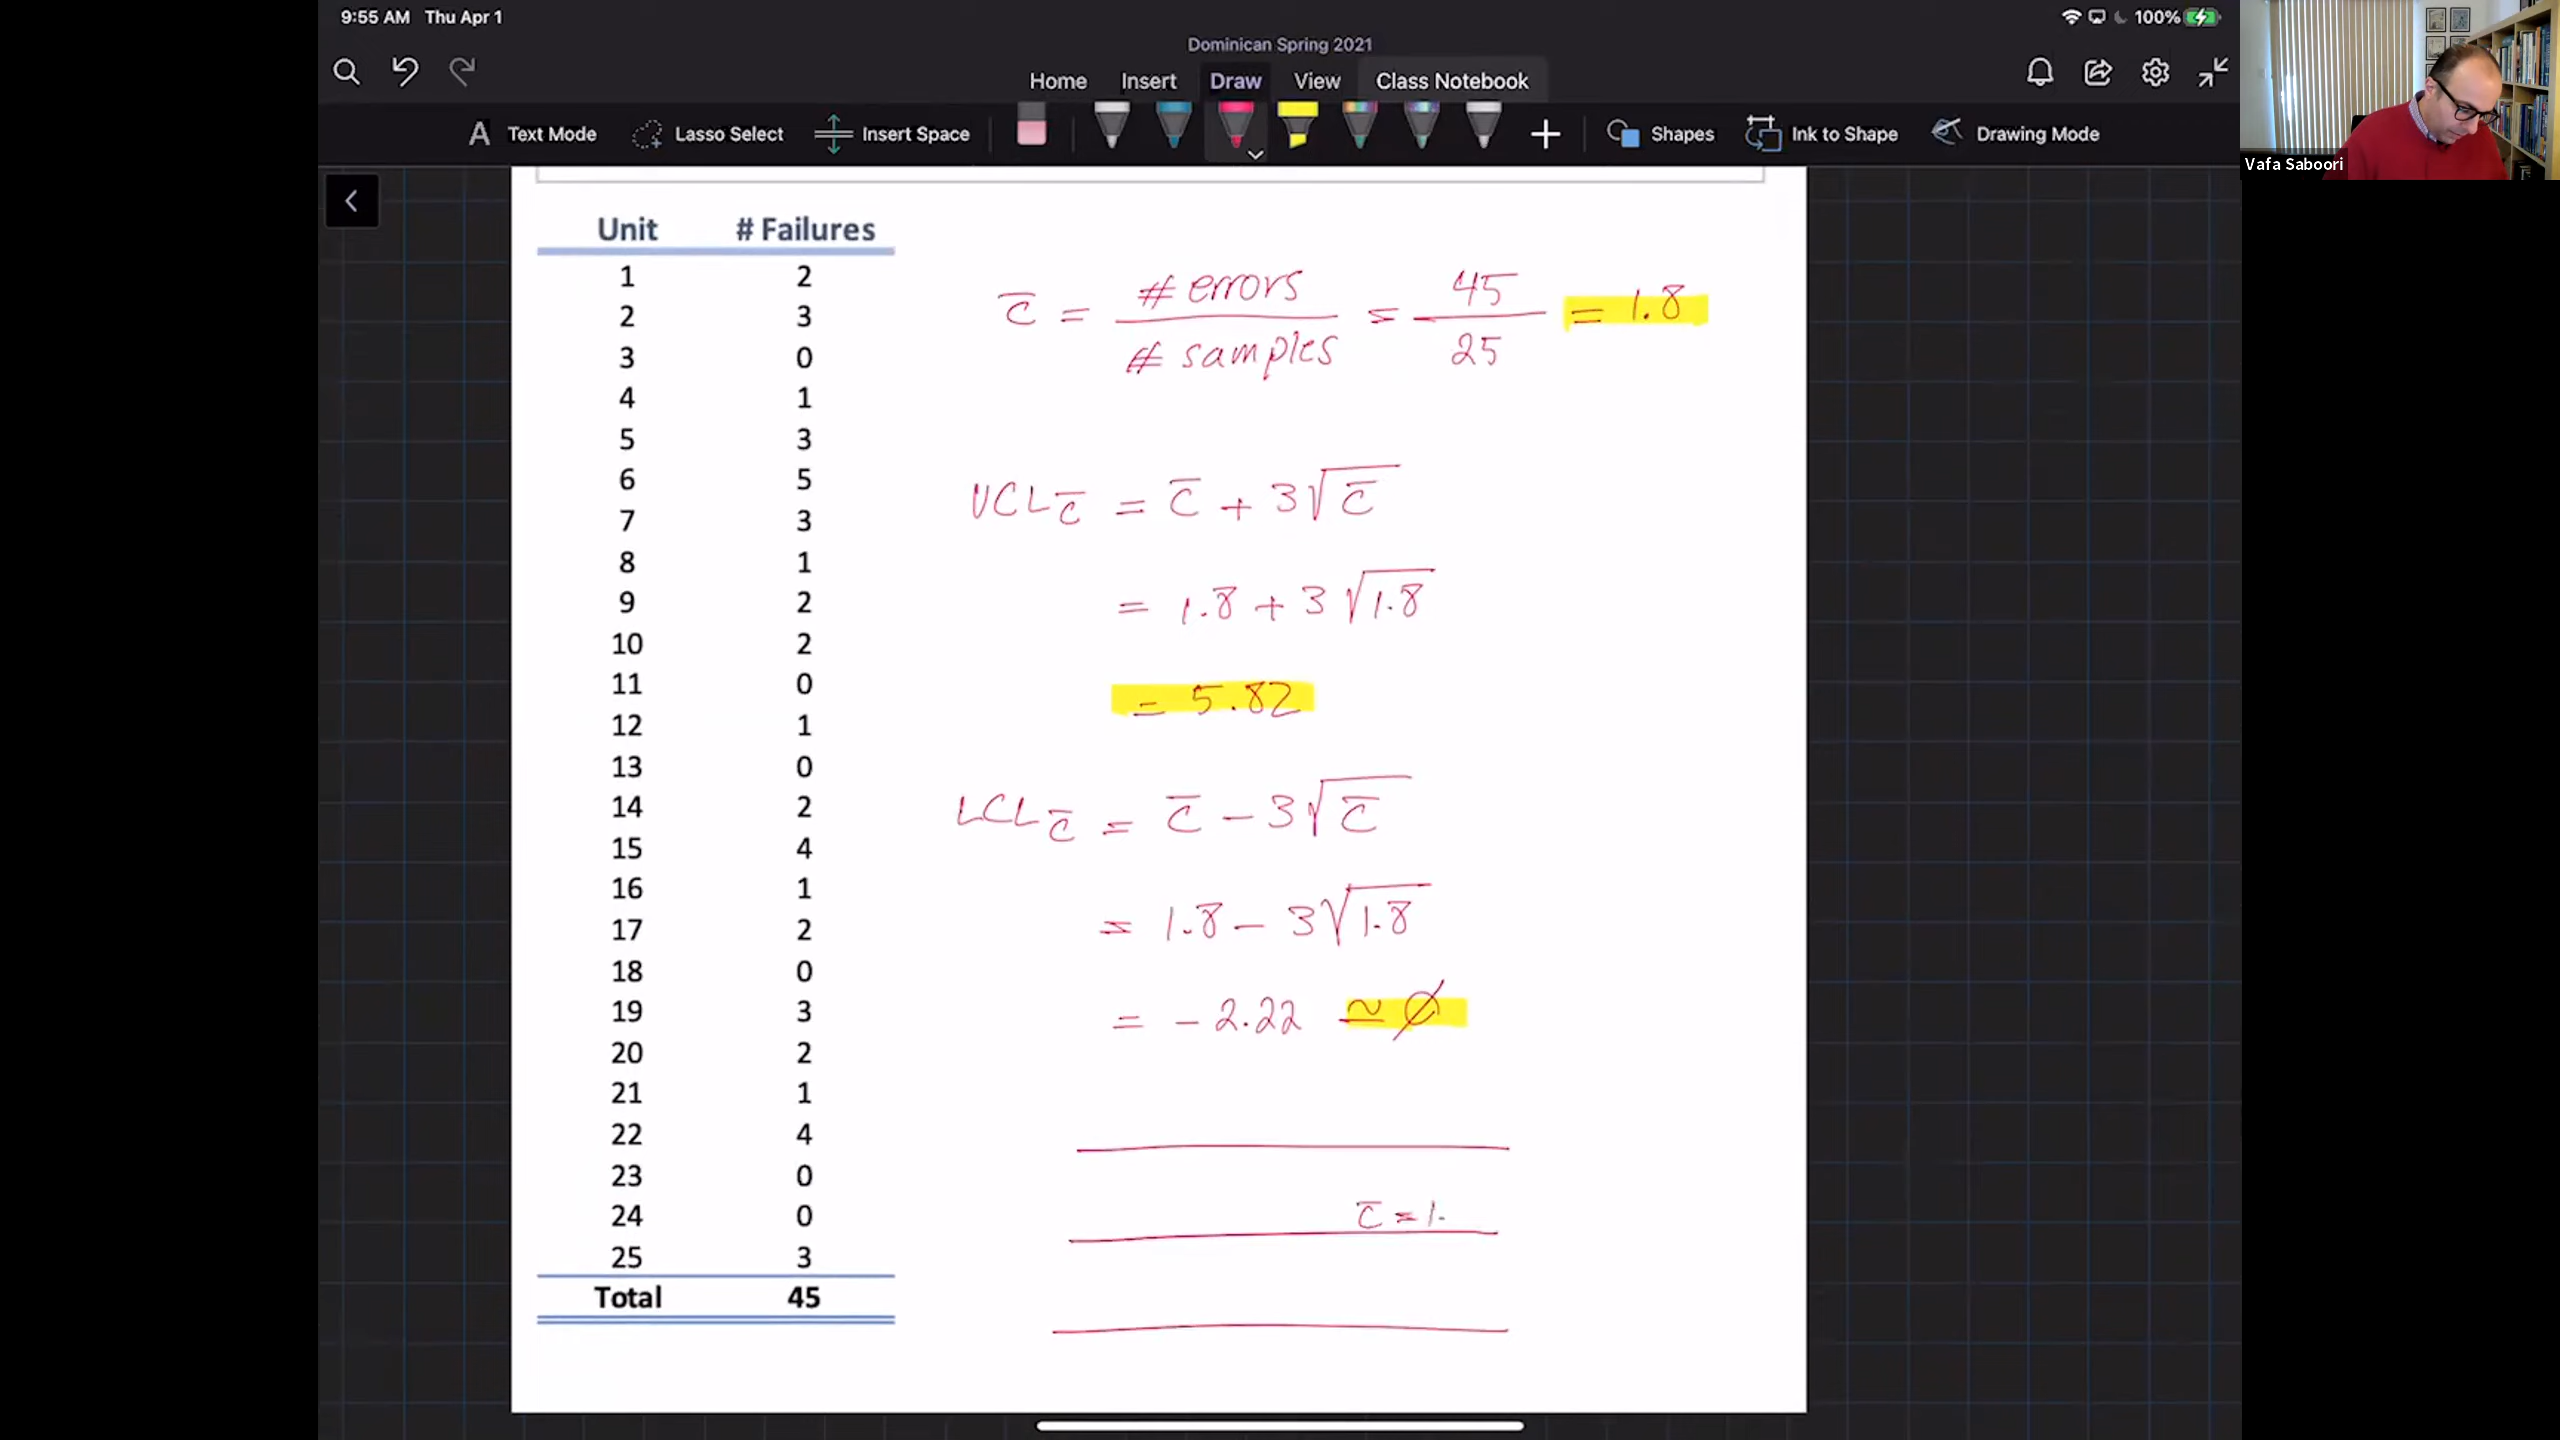 9:55 AM Thu Apr 1
100%
Dominican Spring 2021
Home Insert Draw View Class Notebook
Text Mode Lasso Select Insert Space Shapes Ink to Shape Drawing Mode
Vafa Saboori
Unit # Failures
1 2
2 3
3 0
4 1
5 3
6 5
7 3
8 1
9 2
10 2
11 0
12 1
13 0
14 2
15 4
16 1
17 2
18 0
19 3
20 2
21 1
22 4
23 0
24 0
25 3
Total 45
c̅ = # errors / # samples = 45 / 25 = 1.8
UCL c̅ = c̅ + 3√c̅
= 1.8 + 3 √1.8
= 5.82
LCL c̅ = c̅ - 3√c̅
= 1.8 - 3√1.8
= - 2.22 ≃ ∅
c̅ = 1.